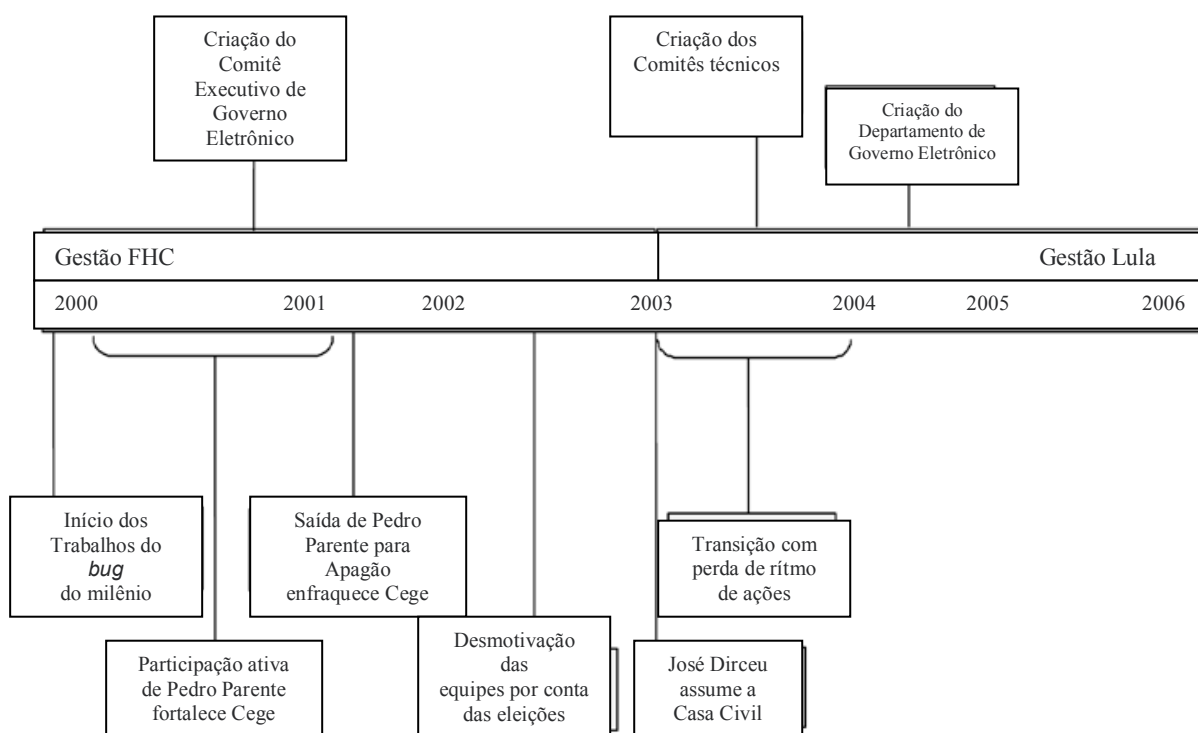 Criação do
Comitê
Executivo de
Governo
Eletrônico
Criação dos
Comitês técnicos
Criação do
Departamento de
Governo Eletrônico
Gestão FHC
Gestão Lula
2000 2001 2002 2003 2004 2005 2006
Início dos
Trabalhos do
bug
do milênio
Saída de Pedro
Parente para
Apagão
enfraquece Cege
Transição com
perda de rítmo
de ações
Participação ativa
de Pedro Parente
fortalece Cege
Desmotivação
das
equipes por conta
das eleições
José Dirceu
assume a
Casa Civil